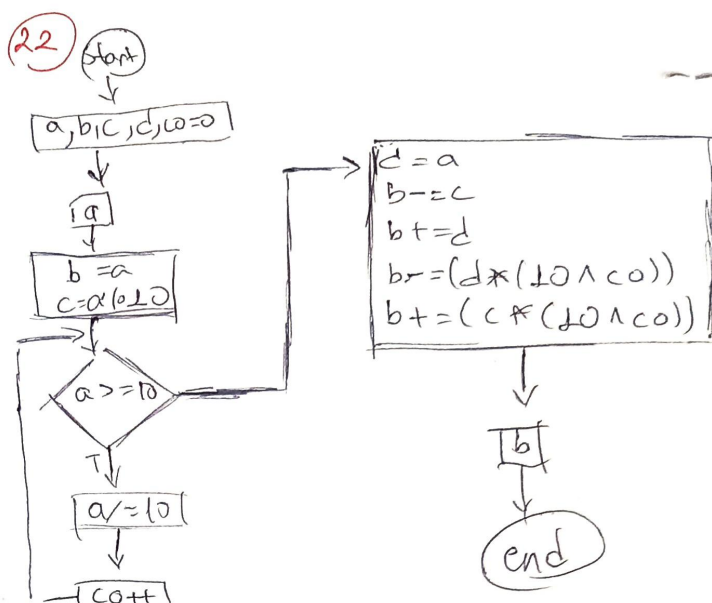 22
start
a,b,c,d,co=0
a
b=a
c=a%10
a>=10
T
a/=10
co++
d=a
b-=c
b+=d
b-=(d*(10^co))
b+=(c*(10^co))
b
end